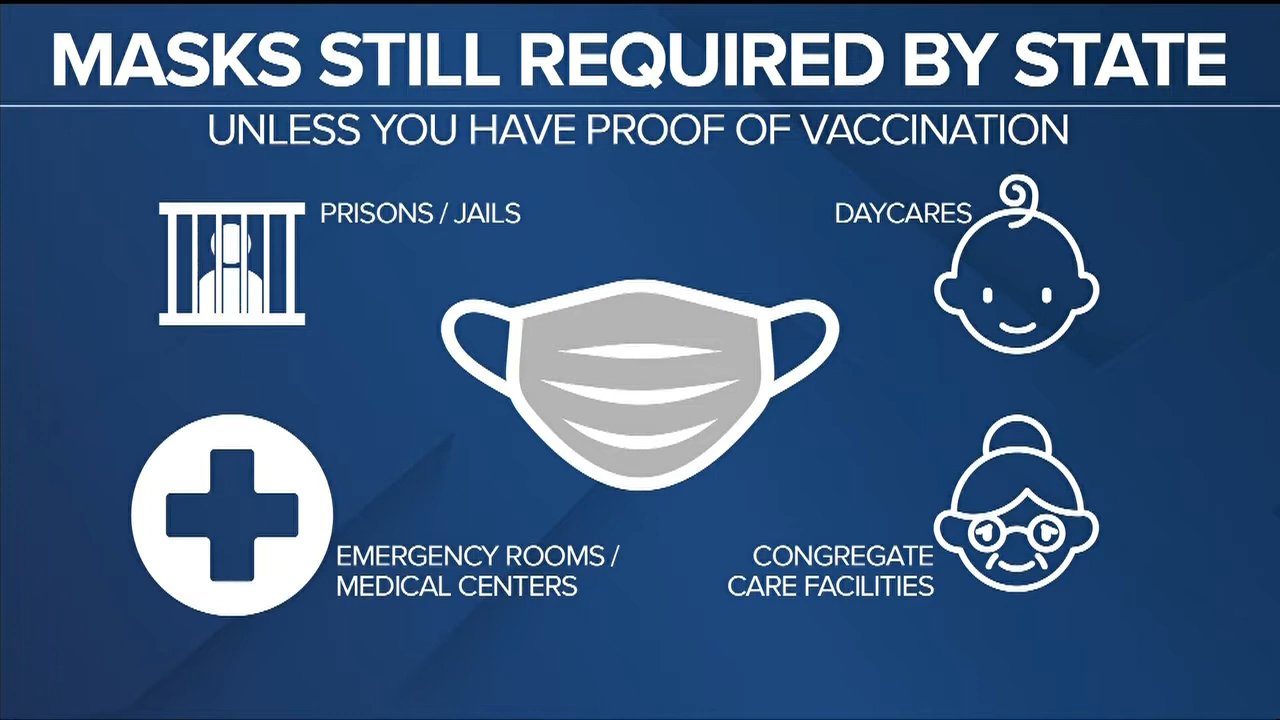 MASKS STILL REQUIRED BY STATE
UNLESS YOU HAVE PROOF OF VACCINATION
PRISONS / JAILS
DAYCARES
EMERGENCY ROOMS /
MEDICAL CENTERS
CONGREGATE
CARE FACILITIES